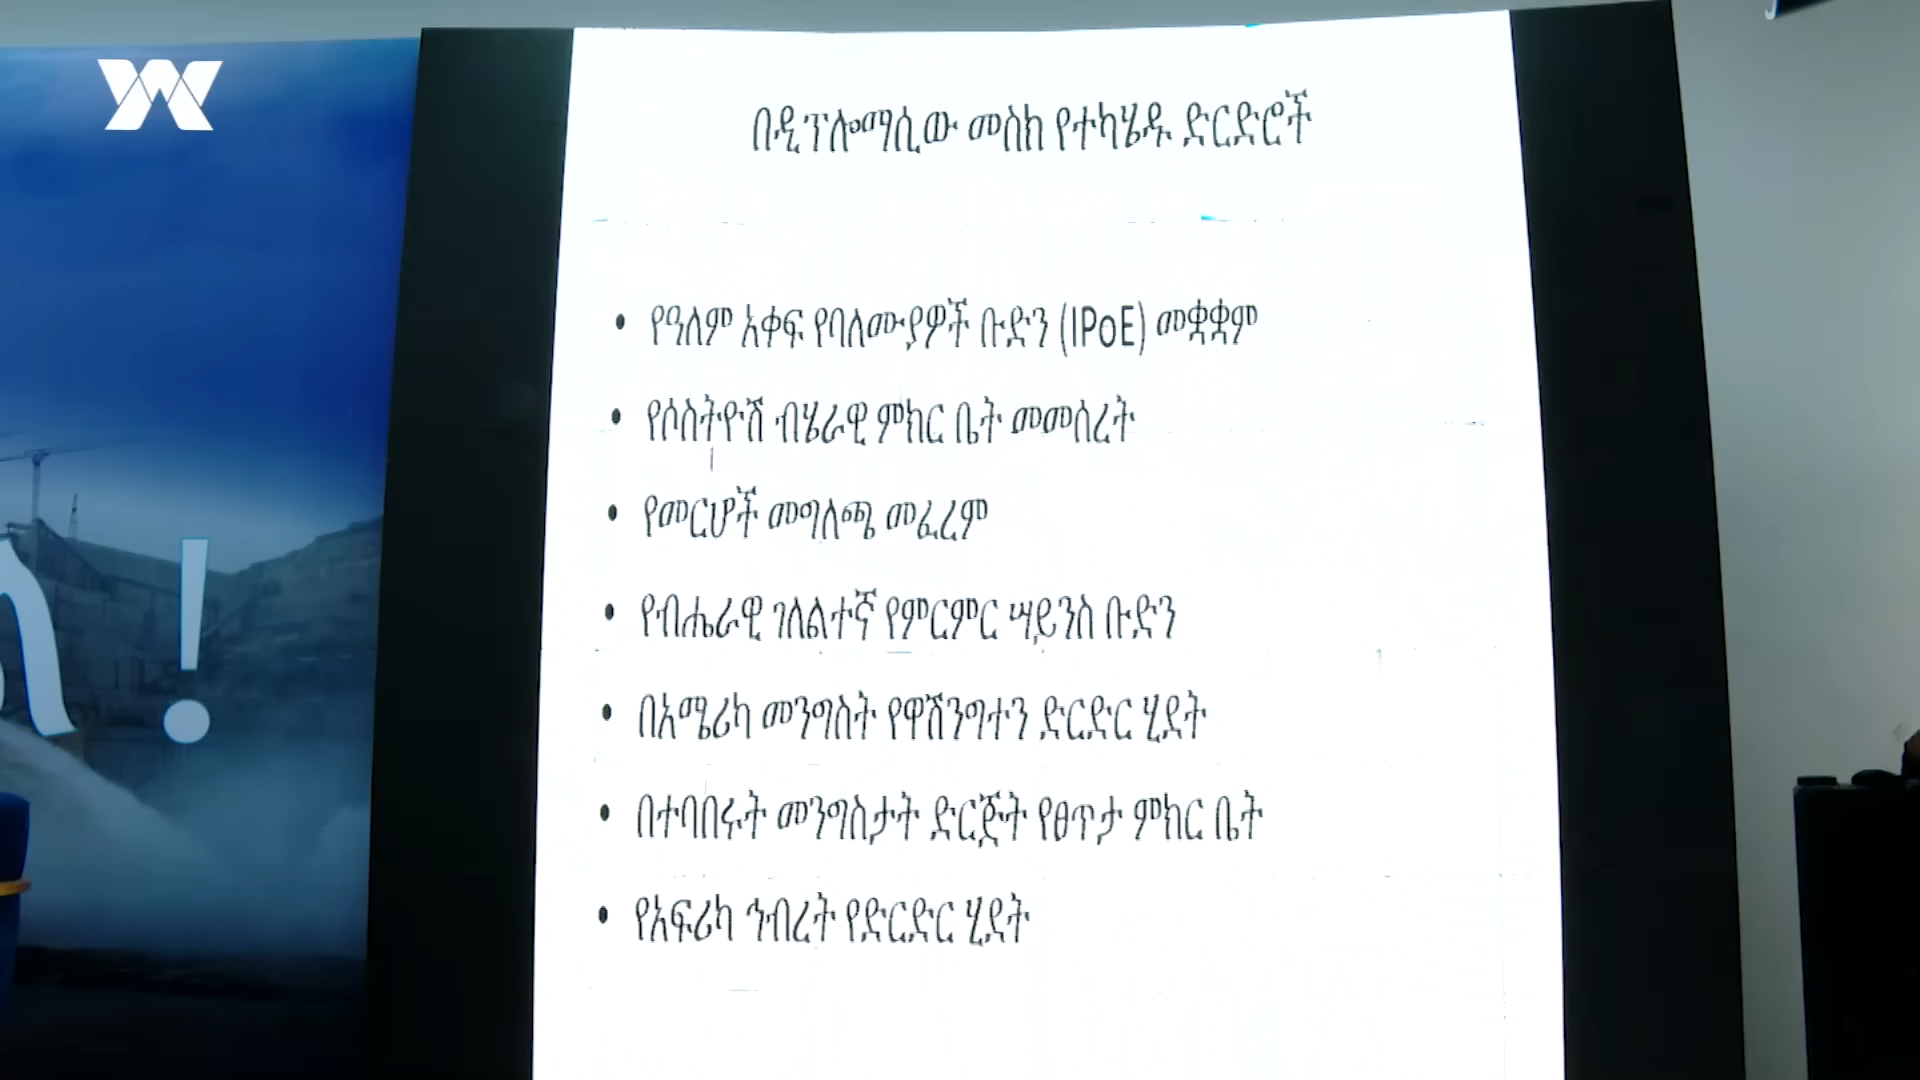 በዲፕሎማሲው መስክ የተካሄዱ ድርድሮች
• የዓለም አቀፍ የባለሙያዎች ቡድን (IPoE) መቋቋም
• የሶስትዮሽ ብሄራዊ ምክር ቤት መመሰረት
• የመርሆች መግለጫ መፈረም
• የብሔራዊ ገለልተኛ የምርምር ሣይንስ ቡድን
• በአሜሪካ መንግስት የዋሽንግተን ድርድር ሂደት
• በተባበሩት መንግስታት ድርጅት የፀጥታ ምክር ቤት
• የአፍሪካ ኅብረት የድርድር ሂደት
!